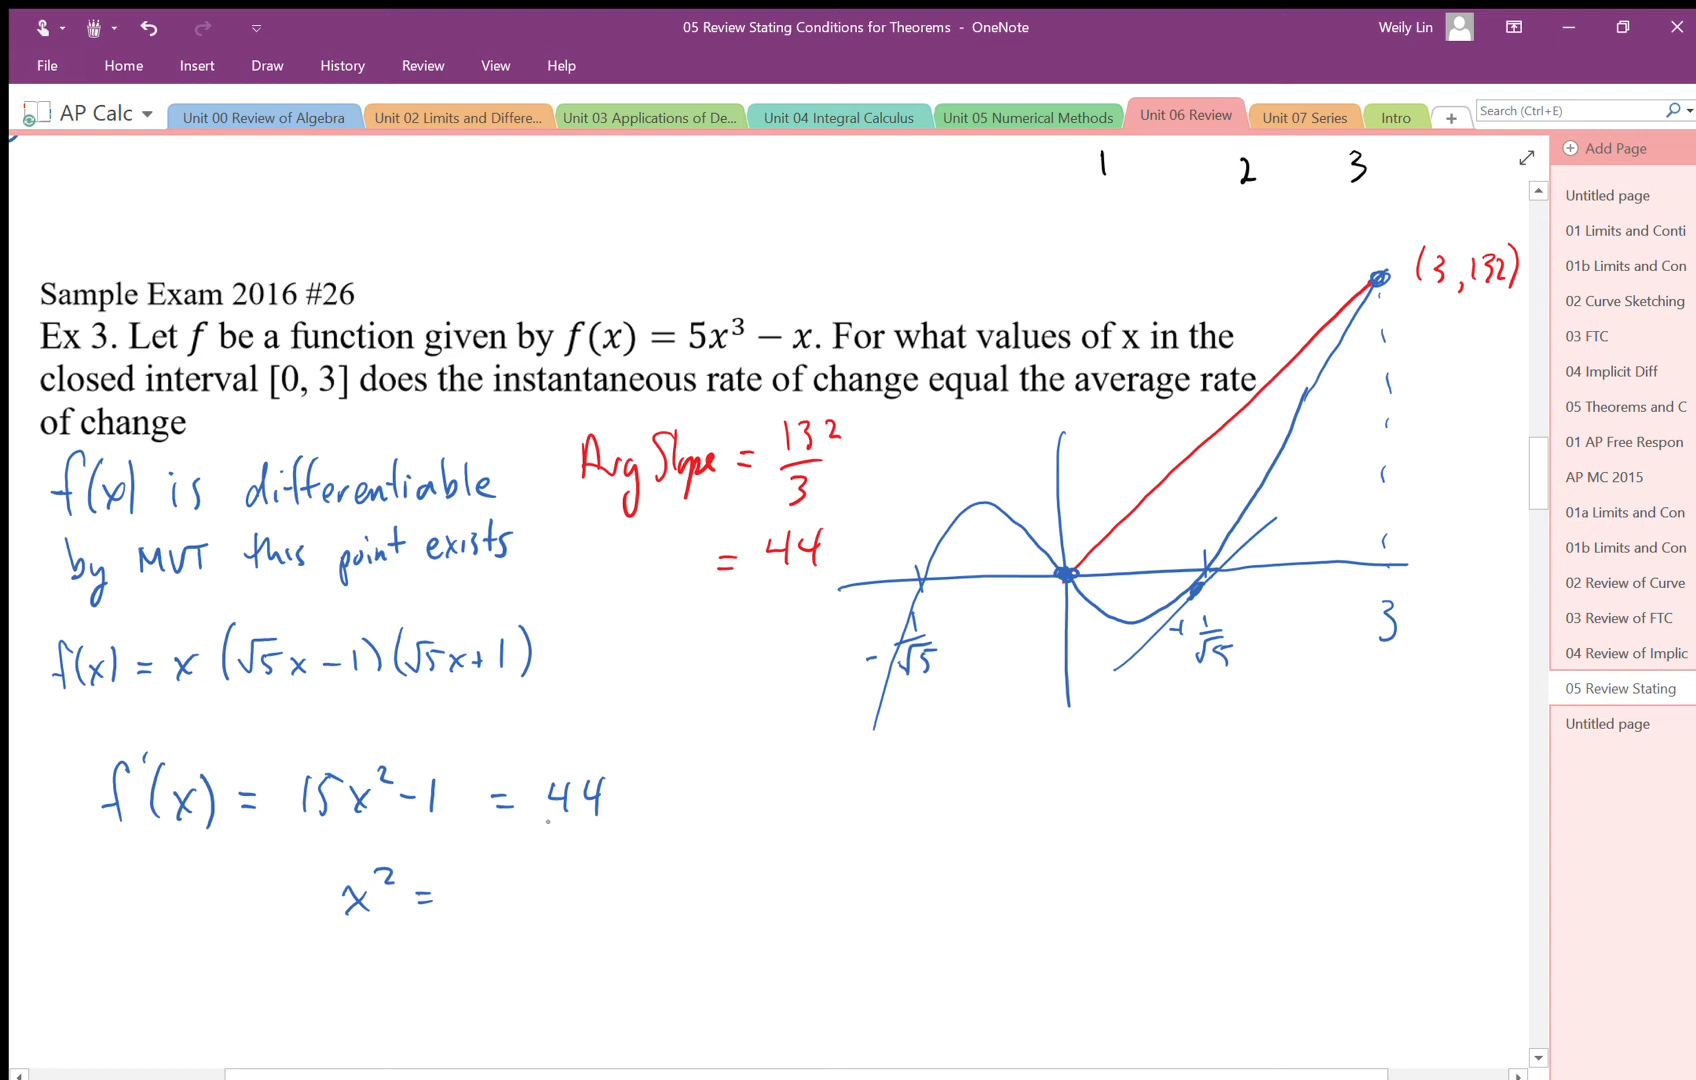 05 Review Stating Conditions for Theorems - OneNote
Weily Lin
File Home Insert Draw History Review View Help
AP Calc
Unit 00 Review of Algebra
Unit 02 Limits and Differe...
Unit 03 Applications of De...
Unit 04 Integral Calculus
Unit 05 Numerical Methods
Unit 06 Review
Unit 07 Series
Intro
+
Search (Ctrl+E)
Add Page
Untitled page
01 Limits and Conti
01b Limits and Con
02 Curve Sketching
03 FTC
04 Implicit Diff
05 Theorems and C
01 AP Free Respon
AP MC 2015
01a Limits and Con
01b Limits and Con
02 Review of Curve
03 Review of FTC
04 Review of Implic
05 Review Stating
Untitled page
1 2 3
Sample Exam 2016 #26
Ex 3. Let f be a function given by f(x) = 5x³ − x. For what values of x in the
closed interval [0, 3] does the instantaneous rate of change equal the average rate
of change
f(x) is differentiable
by MVT this point exists
f(x) = x (√5x − 1)(√5x + 1)
f'(x) = 15x² − 1 = 44
x² =
Avg Slope = 132/3
= 44
(3, 132)
- 1/√5
+ 1/√5
3